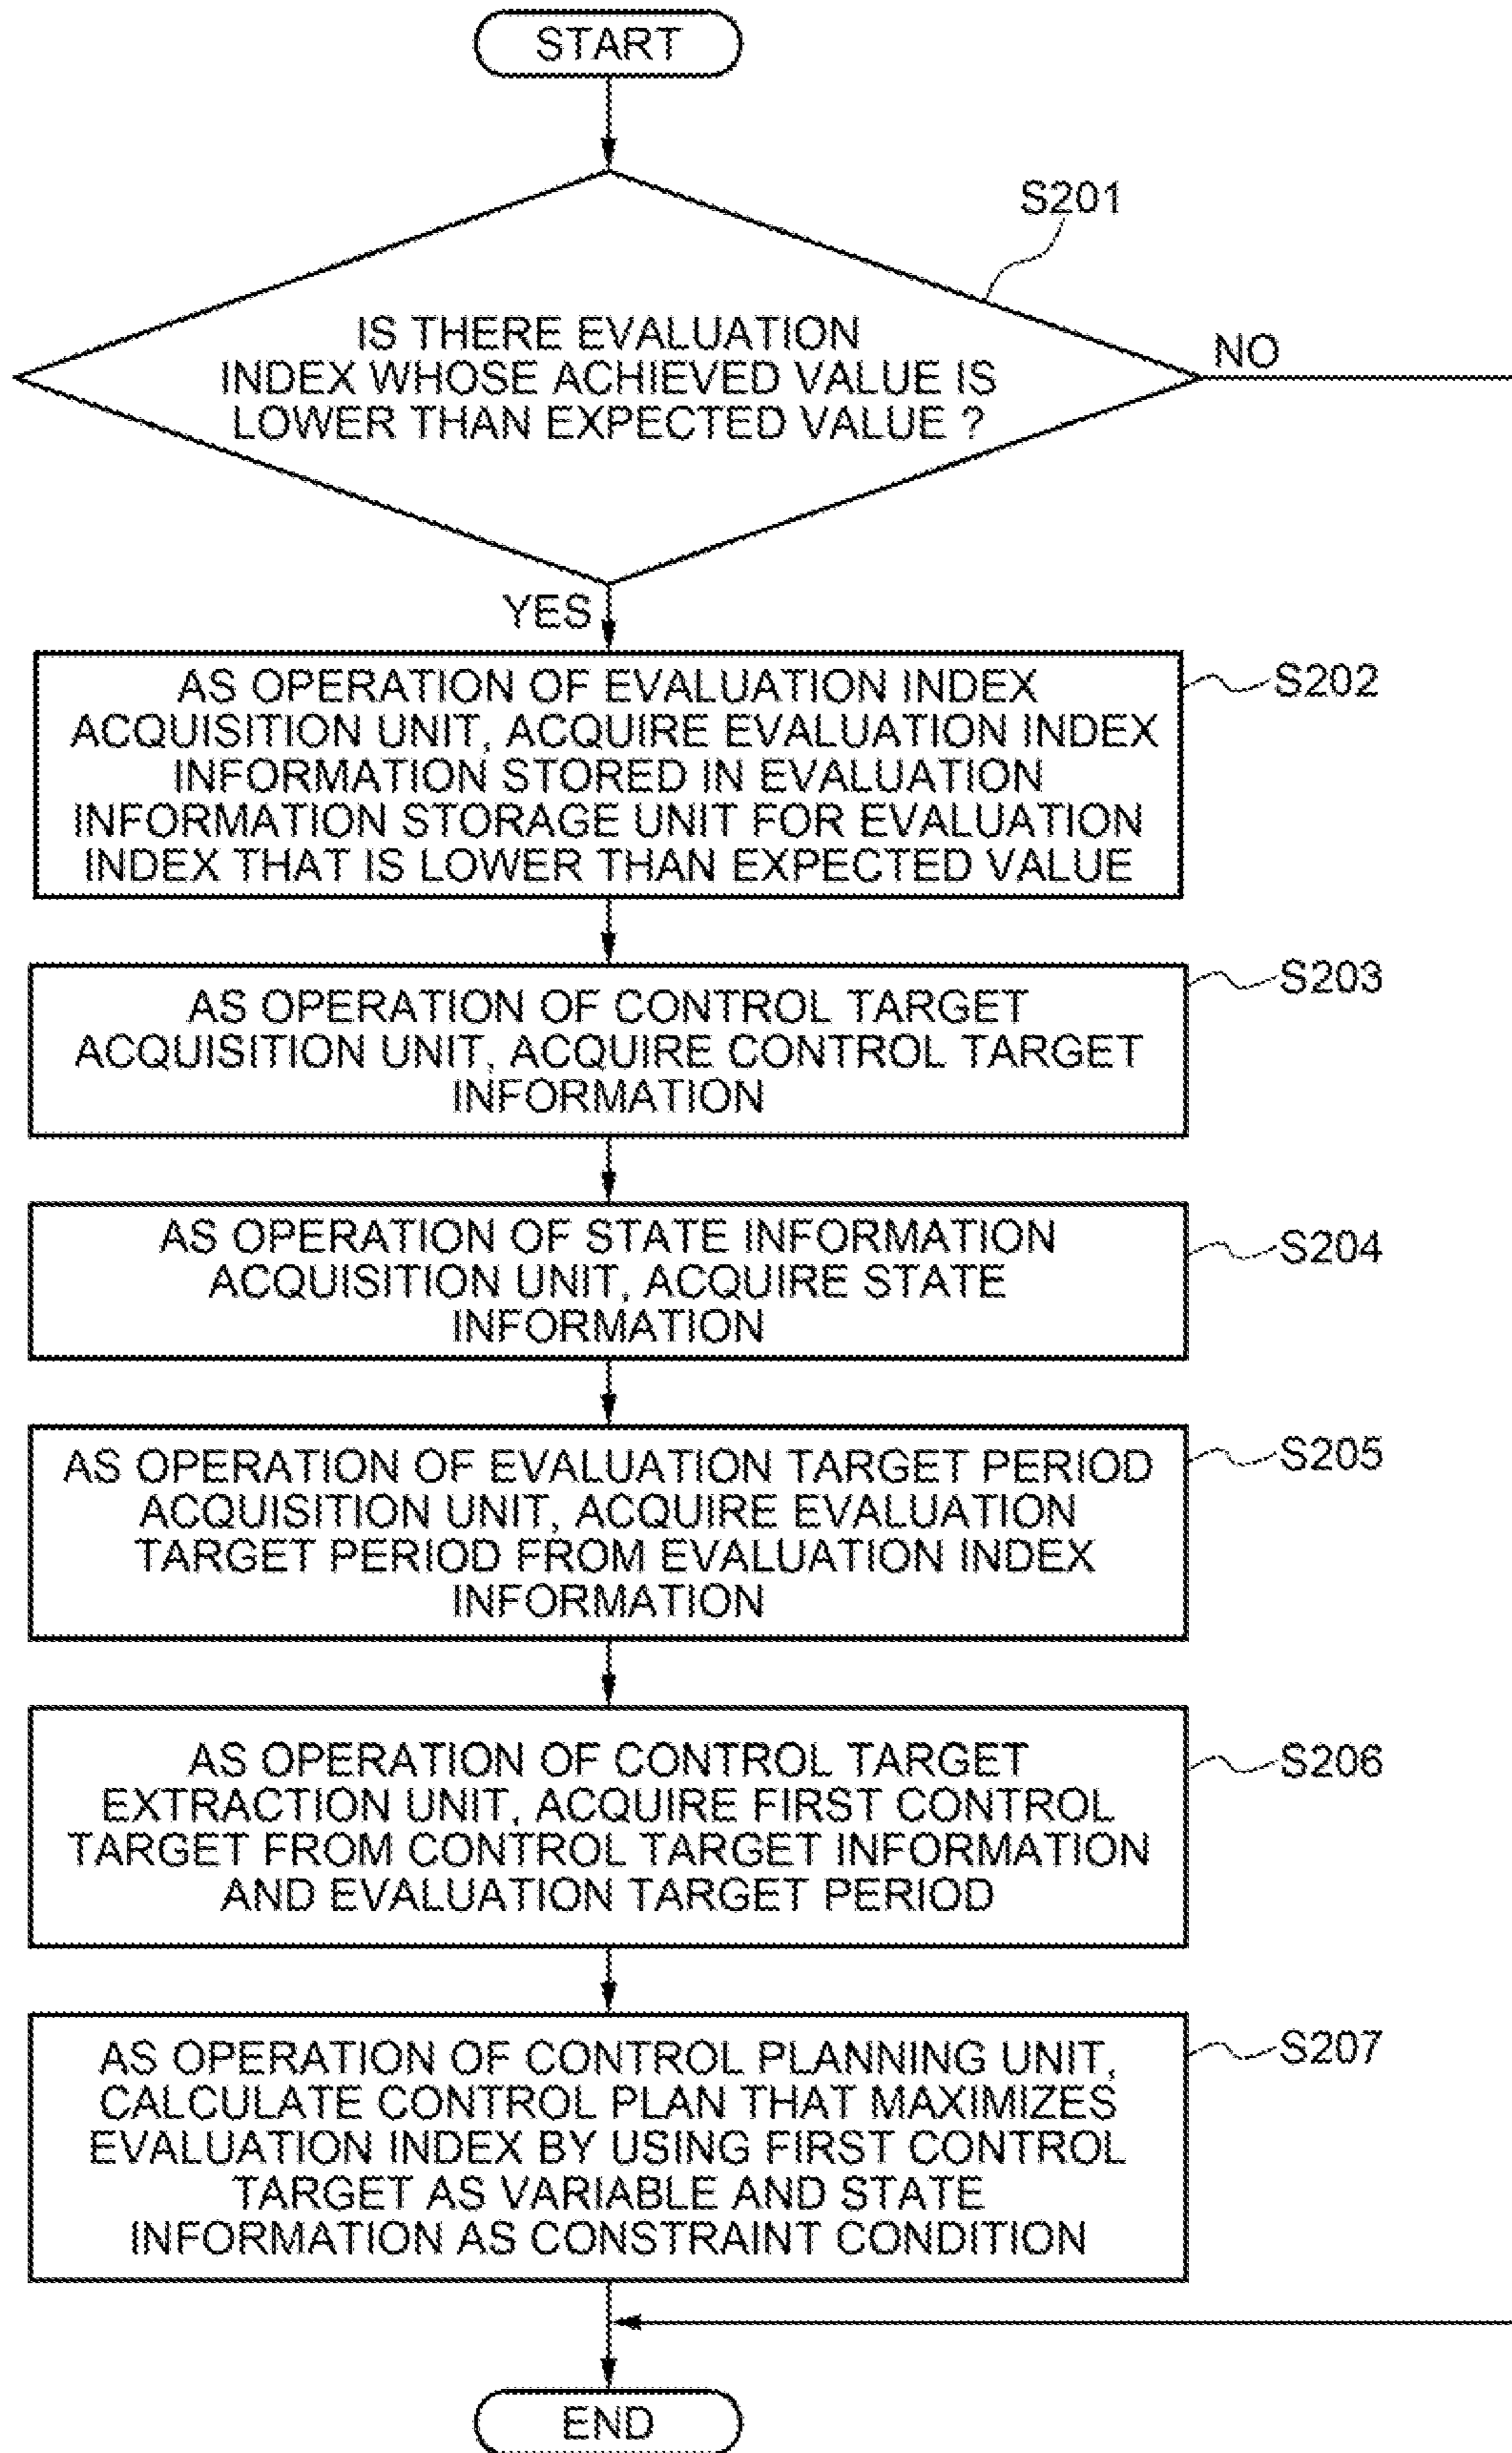 START
S201
IS THERE EVALUATION
INDEX WHOSE ACHIEVED VALUE IS
LOWER THAN EXPECTED VALUE ?
NO
YES
AS OPERATION OF EVALUATION INDEX
ACQUISITION UNIT, ACQUIRE EVALUATION INDEX
INFORMATION STORED IN EVALUATION
INFORMATION STORAGE UNIT FOR EVALUATION
INDEX THAT IS LOWER THAN EXPECTED VALUE
S202
AS OPERATION OF CONTROL TARGET
ACQUISITION UNIT, ACQUIRE CONTROL TARGET
INFORMATION
S203
AS OPERATION OF STATE INFORMATION
ACQUISITION UNIT, ACQUIRE STATE
INFORMATION
S204
AS OPERATION OF EVALUATION TARGET PERIOD
ACQUISITION UNIT, ACQUIRE EVALUATION
TARGET PERIOD FROM EVALUATION INDEX
INFORMATION
S205
AS OPERATION OF CONTROL TARGET
EXTRACTION UNIT, ACQUIRE FIRST CONTROL
TARGET FROM CONTROL TARGET INFORMATION
AND EVALUATION TARGET PERIOD
S206
AS OPERATION OF CONTROL PLANNING UNIT,
CALCULATE CONTROL PLAN THAT MAXIMIZES
EVALUATION INDEX BY USING FIRST CONTROL
TARGET AS VARIABLE AND STATE
INFORMATION AS CONSTRAINT CONDITION
S207
END